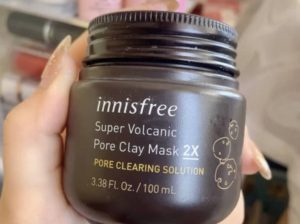 innisfree
Super Volcanic
Pore Clay Mask 2X
PORE CLEARING SOLUTION
3.38 FL. Oz. / 100 mL